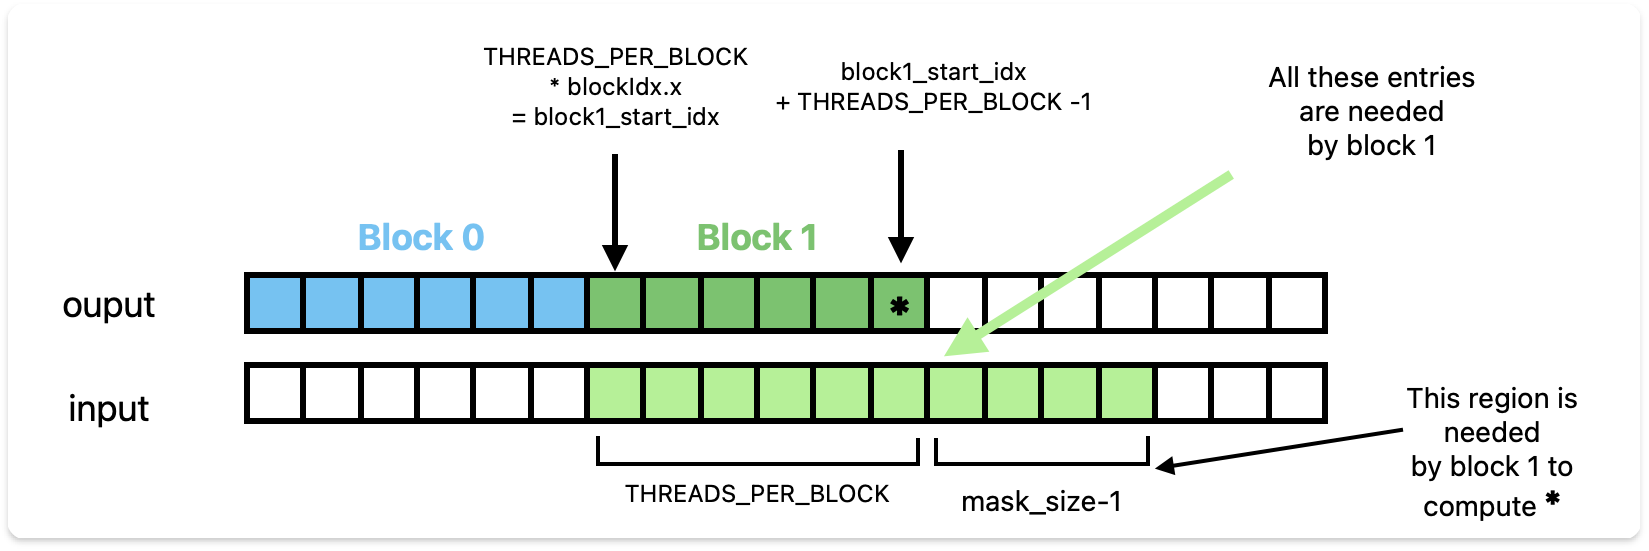 THREADS_PER_BLOCK
* blockIdx.x
= block1_start_idx
block1_start_idx
+ THREADS_PER_BLOCK -1
All these entries
are needed
by block 1
Block 0
Block 1
ouput
*
input
THREADS_PER_BLOCK
mask_size-1
This region is
needed
by block 1 to
compute *